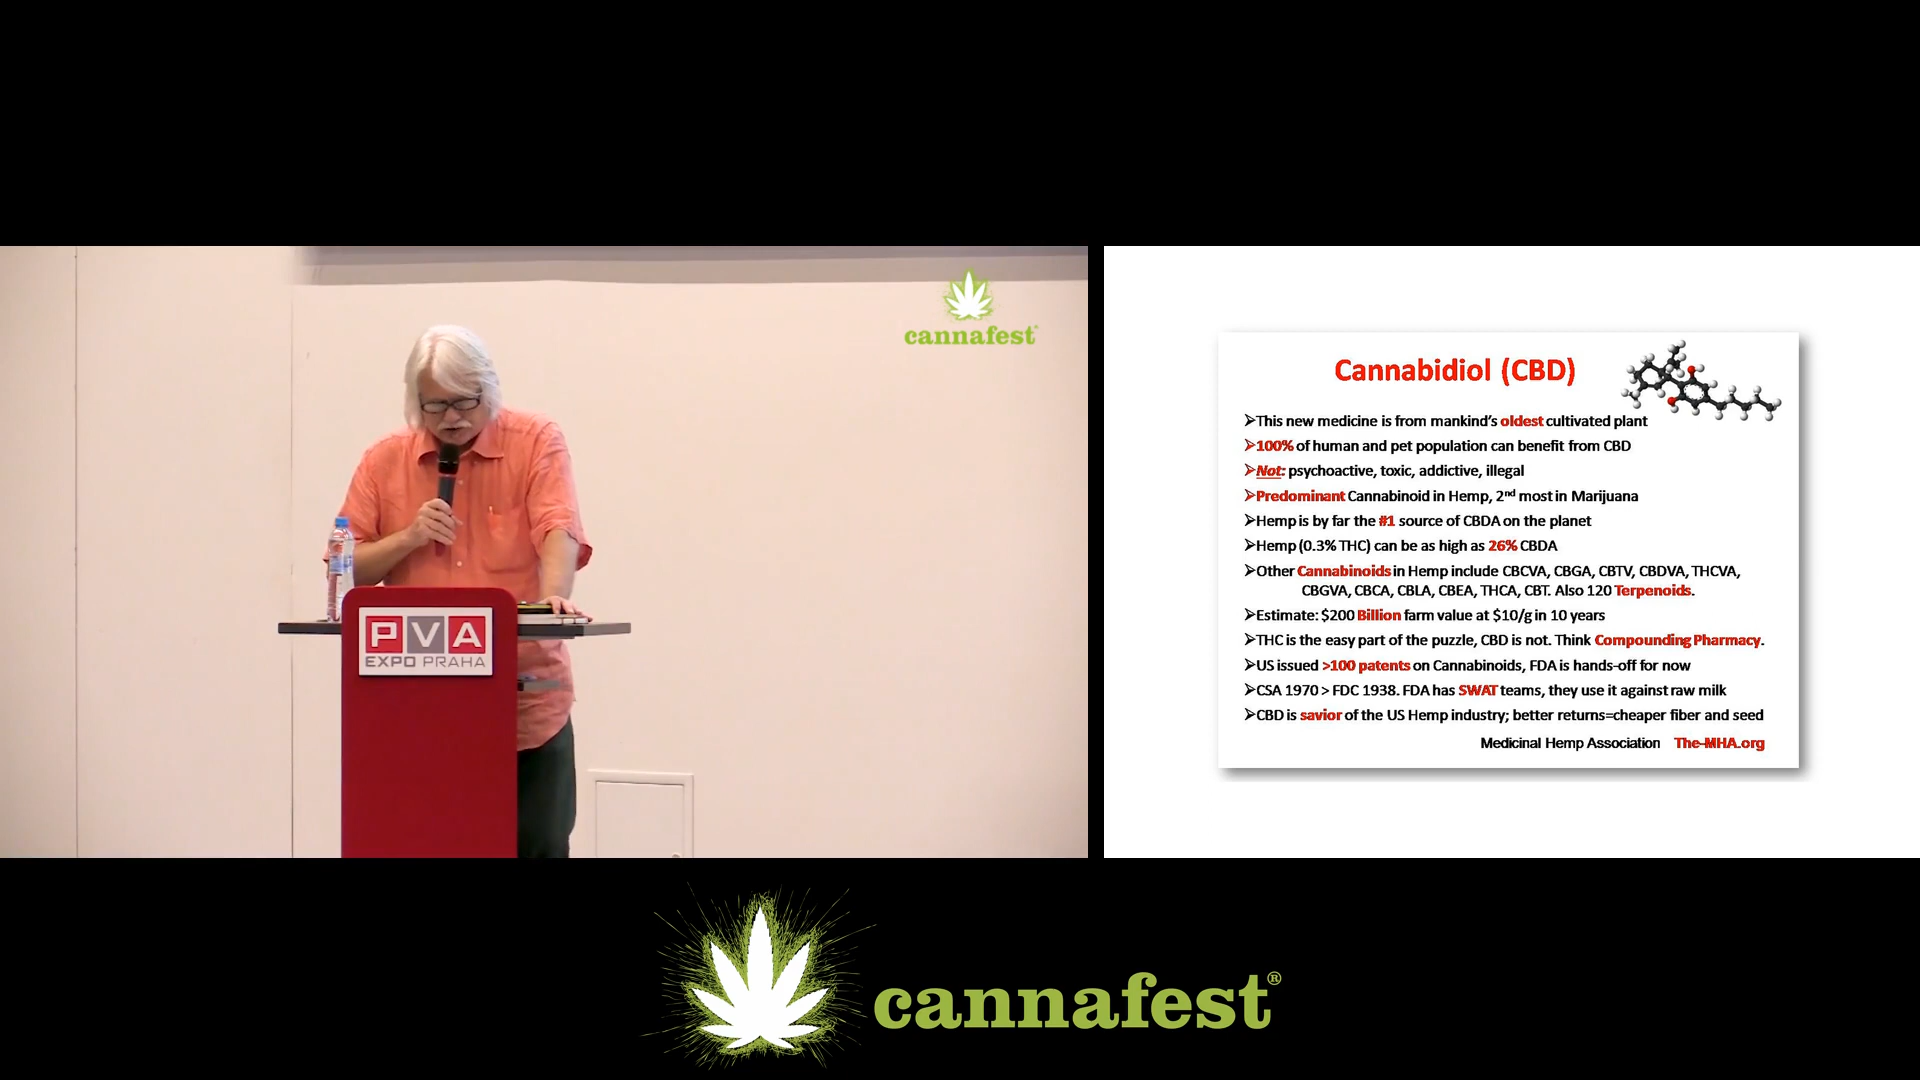 cannafest
PVA
EXPO PRAHA
Cannabidiol (CBD)
➢This new medicine is from mankind's oldest cultivated plant
➢100% of human and pet population can benefit from CBD
➢Not: psychoactive, toxic, addictive, illegal
➢Predominant Cannabinoid in Hemp, 2nd most in Marijuana
➢Hemp is by far the #1 source of CBDA on the planet
➢Hemp (0.3% THC) can be as high as 26% CBDA
➢Other Cannabinoids in Hemp include CBCVA, CBGA, CBTV, CBDVA, THCVA,
CBGVA, CBCA, CBLA, CBEA, THCA, CBT. Also 120 Terpenoids.
➢Estimate: $200 Billion farm value at $10/g in 10 years
➢THC is the easy part of the puzzle, CBD is not. Think Compounding Pharmacy.
➢US issued >100 patents on Cannabinoids, FDA is hands-off for now
➢CSA 1970 > FDC 1938. FDA has SWAT teams, they use it against raw milk
➢CBD is savior of the US Hemp industry; better returns=cheaper fiber and seed
Medicinal Hemp Association The-MHA.org
cannafest®